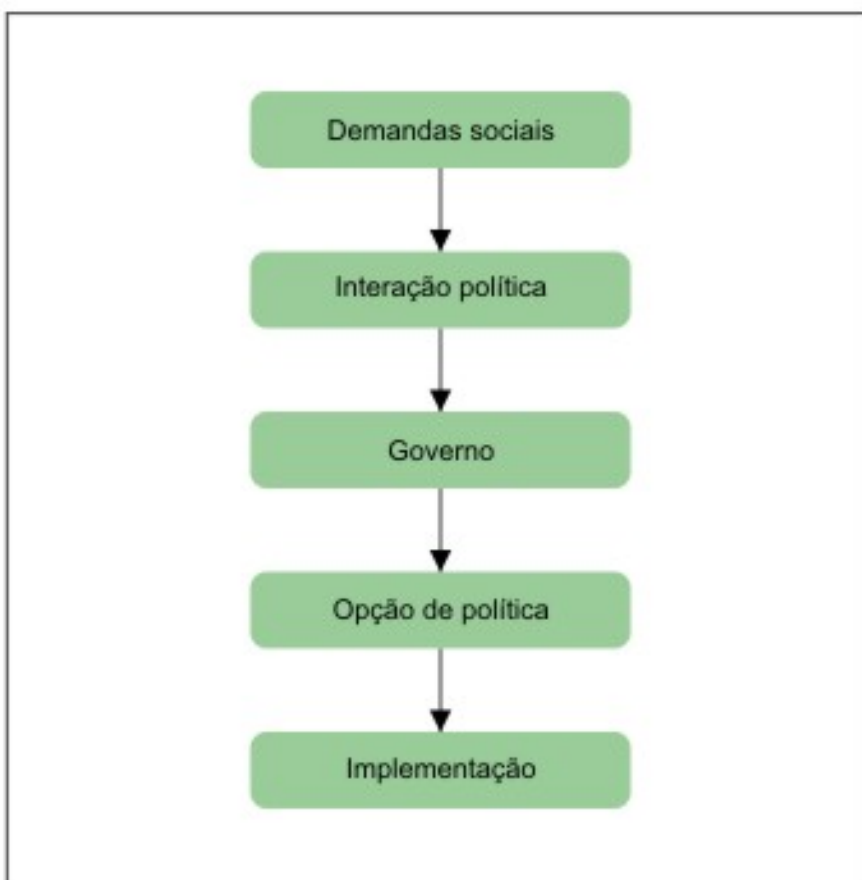 Demandas sociais
Interação política
Governo
Opção de política
Implementação